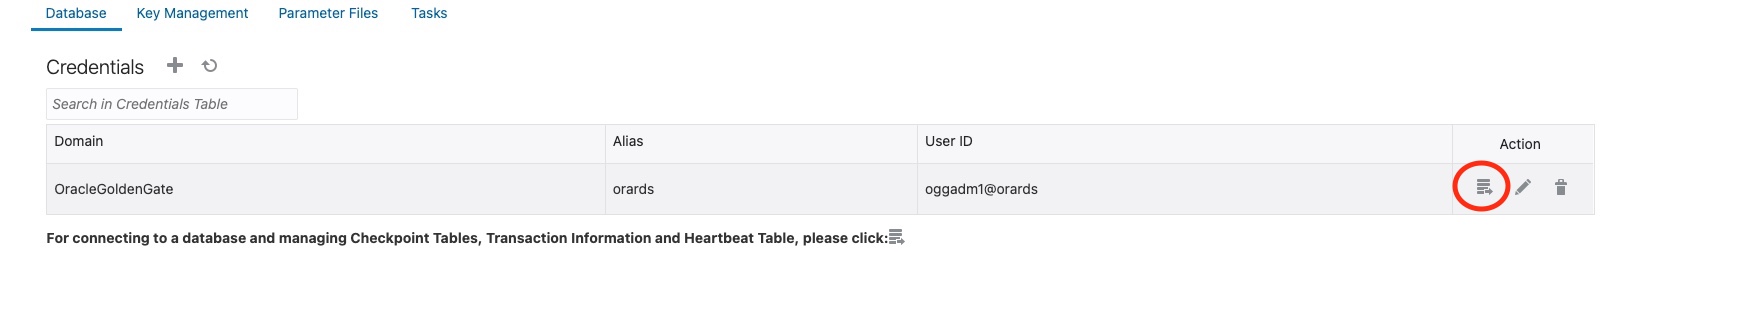 Database Key Management Parameter Files Tasks
Credentials
Search in Credentials Table
Domain Alias User ID Action
OracleGoldenGate orards oggadm1@orards
For connecting to a database and managing Checkpoint Tables, Transaction Information and Heartbeat Table, please click: